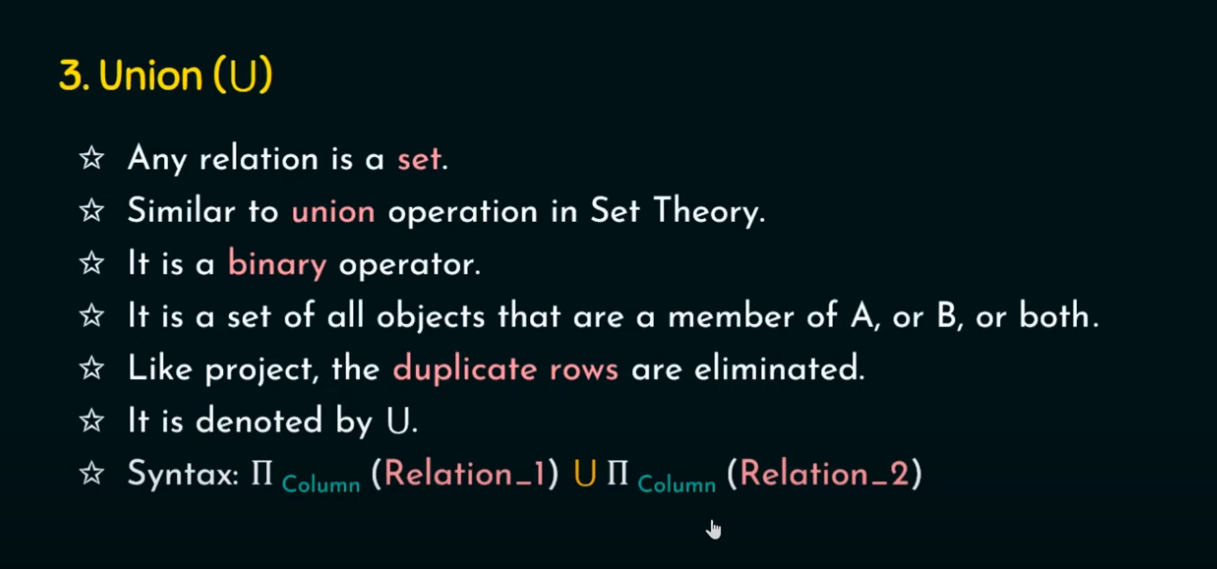 3. Union (∪)
☆ Any relation is a set.
☆ Similar to union operation in Set Theory.
☆ It is a binary operator.
☆ It is a set of all objects that are a member of A, or B, or both.
☆ Like project, the duplicate rows are eliminated.
☆ It is denoted by ∪.
☆ Syntax: Π Column (Relation_1) ∪ Π Column (Relation_2)